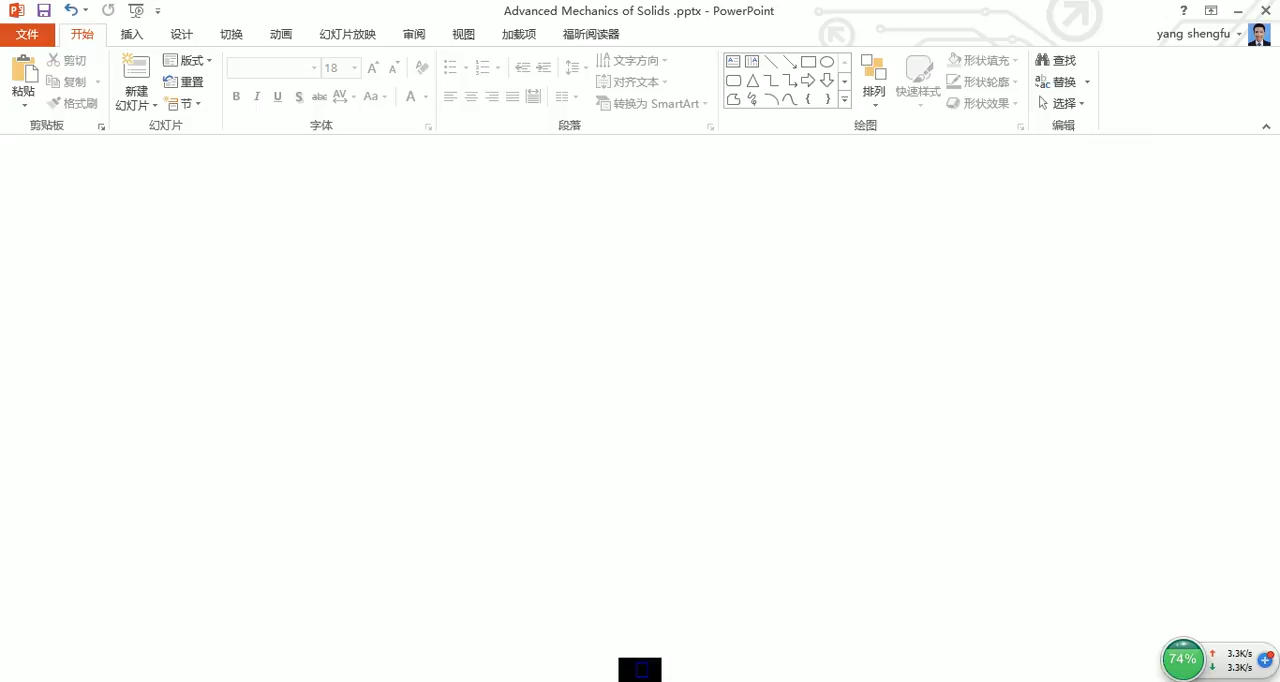 Advanced Mechanics of Solids .pptx - PowerPoint
?
文件 开始 插入 设计 切换 动画 幻灯片放映 审阅 视图 加载项 福昕阅读器 yang shengfu
粘贴 剪切 复制 格式刷 剪贴板
新建 幻灯片 版式 重置 节 幻灯片
18 A A B I U S abc AV Aa A 字体
文字方向 对齐文本 转换为 SmartArt 段落
排列 快速样式 形状填充 形状轮廓 形状效果 绘图
查找 替换 选择 编辑
74% 3.3K/s
3.3K/s